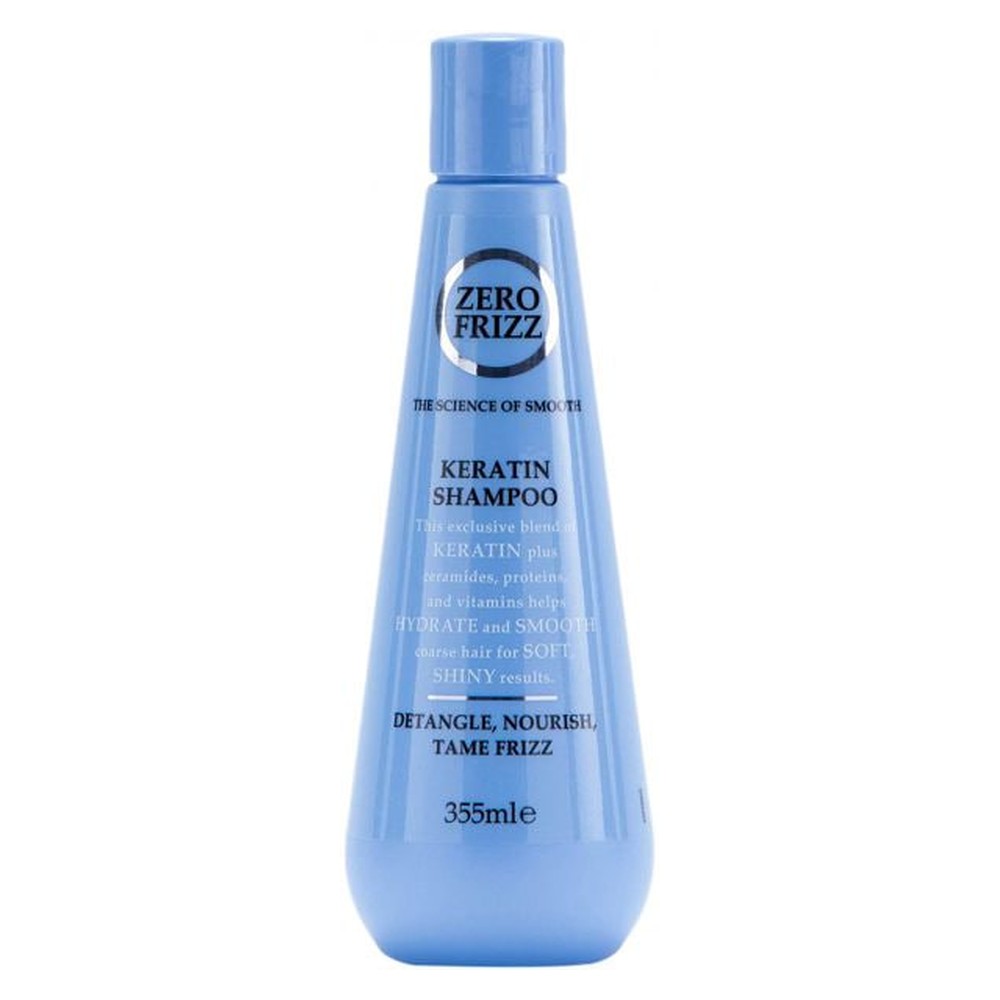 ZERO
FRIZZ
THE SCIENCE OF SMOOTH
KERATIN
SHAMPOO
This exclusive blend of
KERATIN plus
ceramides, proteins,
and vitamins helps
HYDRATE and SMOOTH
coarse hair for SOFT,
SHINY results.
DETANGLE, NOURISH,
TAME FRIZZ
355ml℮